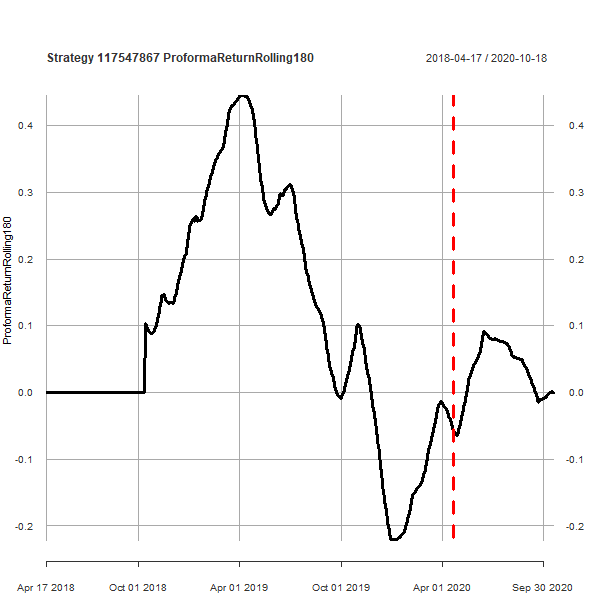 Strategy 117547867 ProformaReturnRolling180
2018-04-17 / 2020-10-18
ProformaReturnRolling180
0.4
0.3
0.2
0.1
0.0
-0.1
-0.2
0.4
0.3
0.2
0.1
0.0
-0.1
-0.2
Apr 17 2018
Oct 01 2018
Apr 01 2019
Oct 01 2019
Apr 01 2020
Sep 30 2020